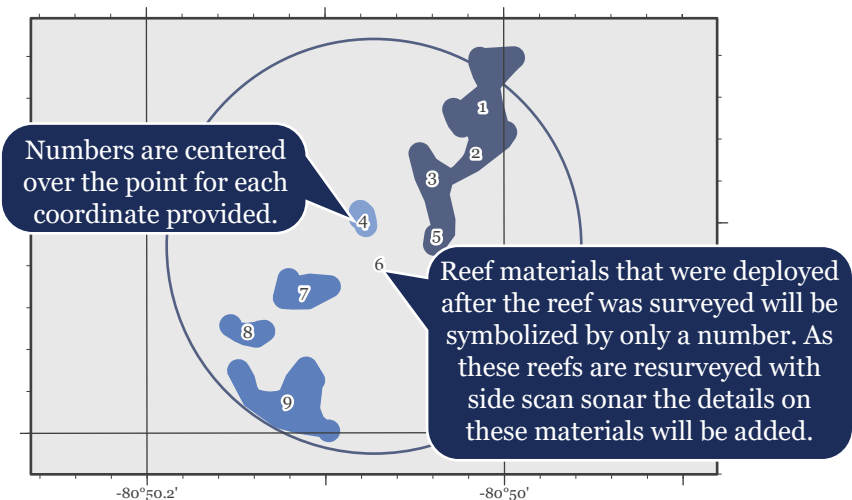 1
2
3
Numbers are centered
over the point for each
coordinate provided.
4
5
6
Reef materials that were deployed
after the reef was surveyed will be
symbolized by only a number. As
these reefs are resurveyed with
side scan sonar the details on
these materials will be added.
7
8
9
-80°50.2'
-80°50'